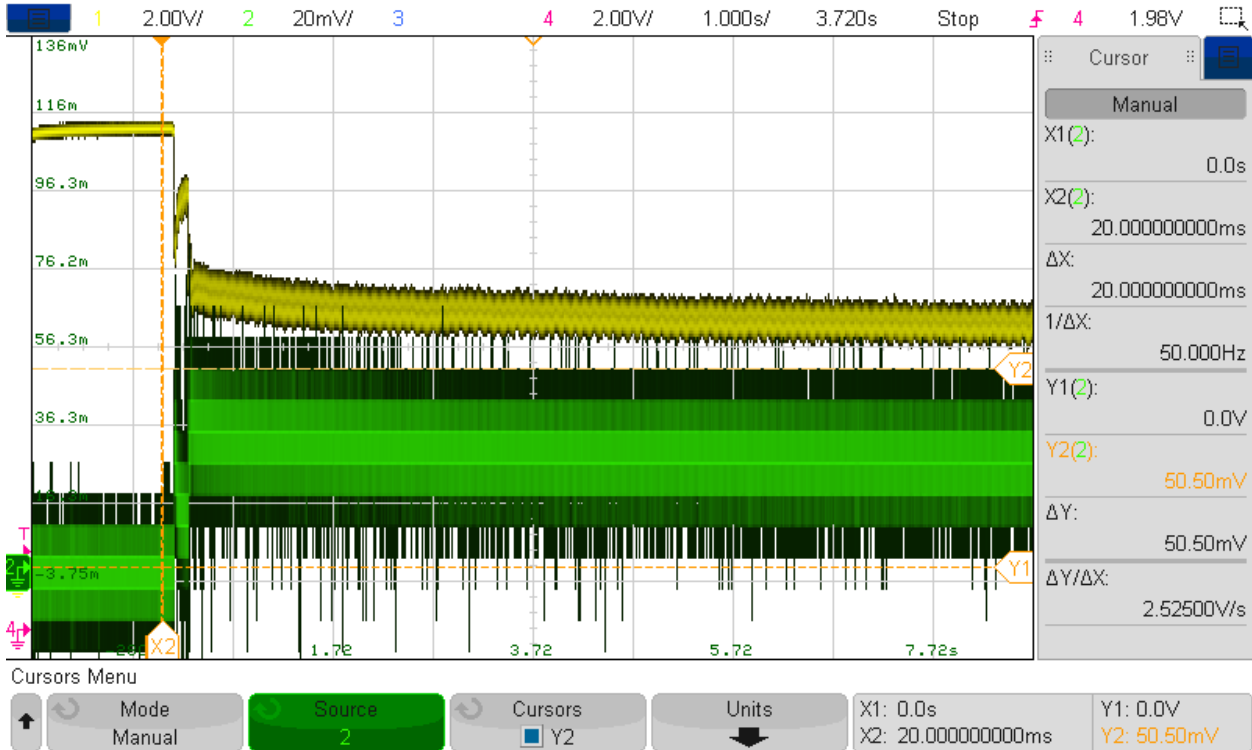 1 2.00V/ 2 20mV/ 3 4 2.00V/ 1.000s/ 3.720s Stop 4 1.98V
136mV
116m
96.3m
76.2m
56.3m
36.3m
-3.75m
1.72 3.72 5.72 7.72s
T
2
4
X2
Y2
Y1
Cursor
Manual
X1(2):
0.0s
X2(2):
20.000000000ms
ΔX:
20.000000000ms
1/ΔX:
50.000Hz
Y1(2):
0.0V
Y2(2):
50.50mV
ΔY:
50.50mV
ΔY/ΔX:
2.52500V/s
Cursors Menu
Mode
Manual
Source
2
Cursors
Y2
Units
X1: 0.0s
X2: 20.000000000ms
Y1: 0.0V
Y2: 50.50mV